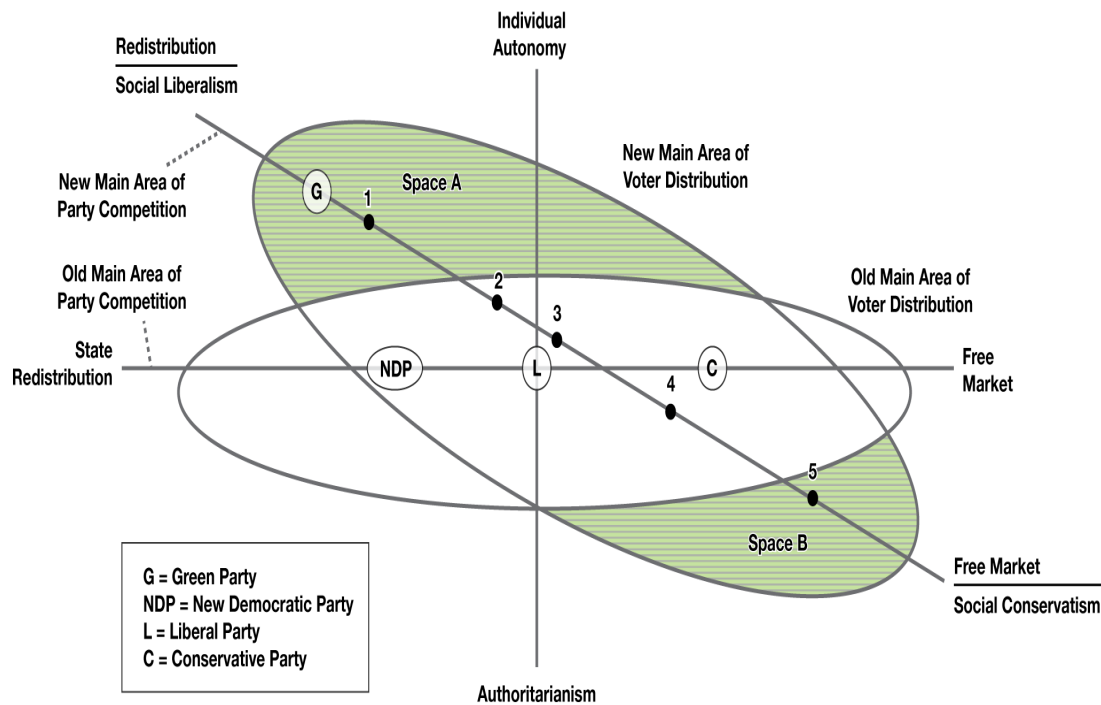 Individual
Autonomy
Redistribution
Social Liberalism
New Main Area of
Voter Distribution
New Main Area of
Party Competition
Space A
G
1
Old Main Area of
Party Competition
2
3
Old Main Area of
Voter Distribution
State
Redistribution
NDP
L
C
Free
Market
4
5
Space B
Free Market
Social Conservatism
G = Green Party
NDP = New Democratic Party
L = Liberal Party
C = Conservative Party
Authoritarianism